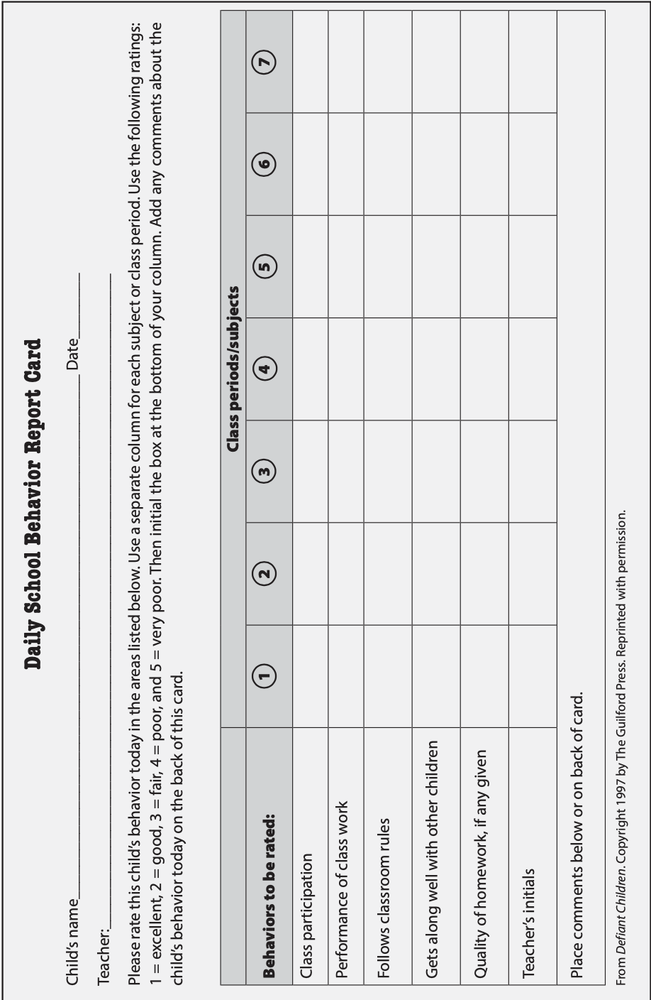 Daily School Behavior Report Card
Child's name Date
Teacher:
Please rate this child's behavior today in the areas listed below. Use a separate column for each subject or class period. Use the following ratings:
1 = excellent, 2 = good, 3 = fair, 4 = poor, and 5 = very poor. Then initial the box at the bottom of your column. Add any comments about the
child's behavior today on the back of this card.
Class periods/subjects
Behaviors to be rated: 1 2 3 4 5 6 7
Class participation
Performance of class work
Follows classroom rules
Gets along well with other children
Quality of homework, if any given
Teacher's initials
Place comments below or on back of card.
From Defiant Children. Copyright 1997 by The Guilford Press. Reprinted with permission.